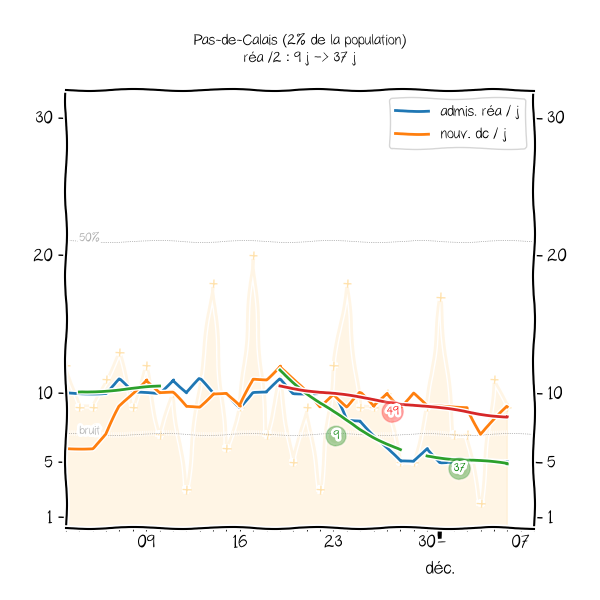 Pas-de-Calais (2% de la population)
réa /2 : 9 j -> 37 j
admis. réa / j
nouv. dc / j
30
30
50%
20
20
10
10
49
bruit
9
37
5
5
1
1
09 16 23 30 07
déc.